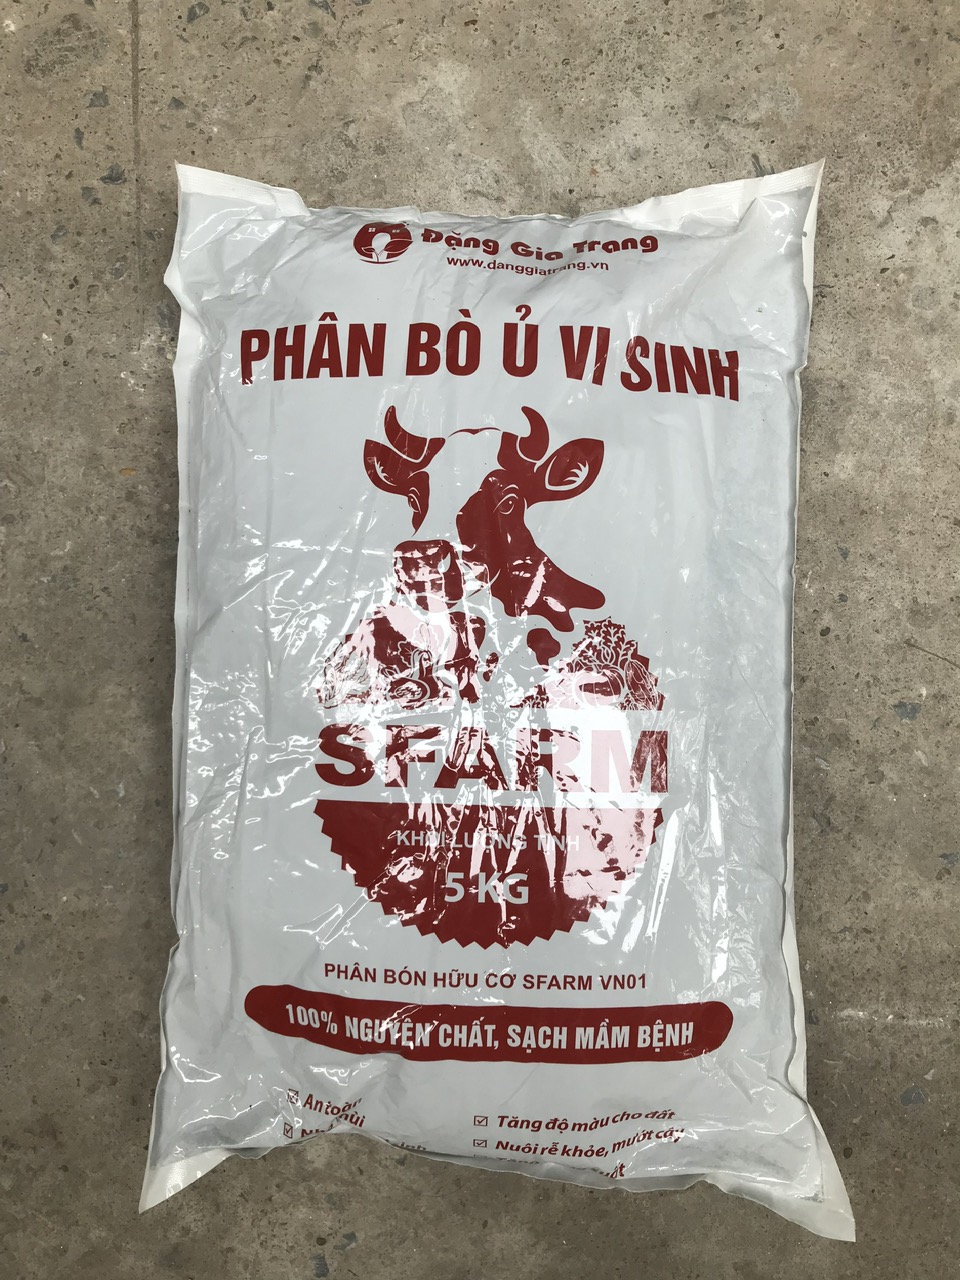 Đặng Gia Trang
www.danggiatrang.vn
PHÂN BÒ Ủ VI SINH
SFARM
KHỐI LƯỢNG TỊNH
5 KG
PHÂN BÓN HỮU CƠ SFARM VN01
100% NGUYÊN CHẤT, SẠCH MẦM BỆNH
An toàn
Tăng độ màu cho đất
Nuôi rễ khỏe, mướt cây